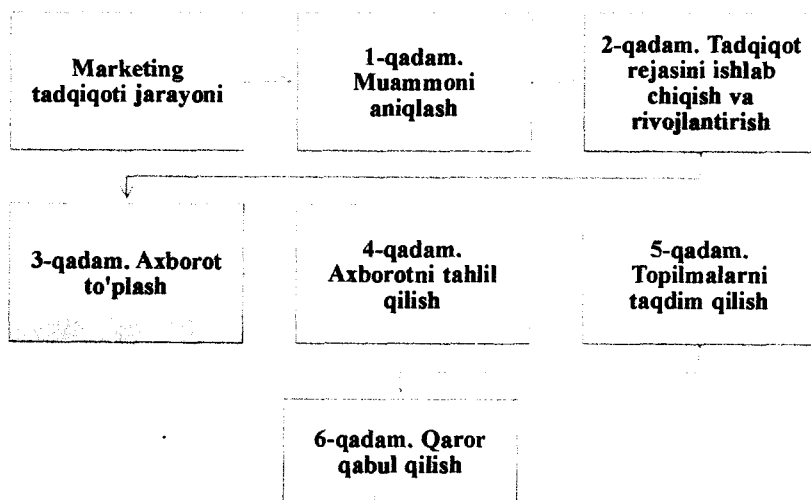 Marketing
tadqiqoti jarayoni
1-qadam.
Muammoni
aniqlash
2-qadam. Tadqiqot
rejasini ishlab
chiqish va
rivojlantirish
3-qadam. Axborot
to'plash
4-qadam.
Axborotni tahlil
qilish
5-qadam.
Topilmalarni
taqdim qilish
6-qadam. Qaror
qabul qilish